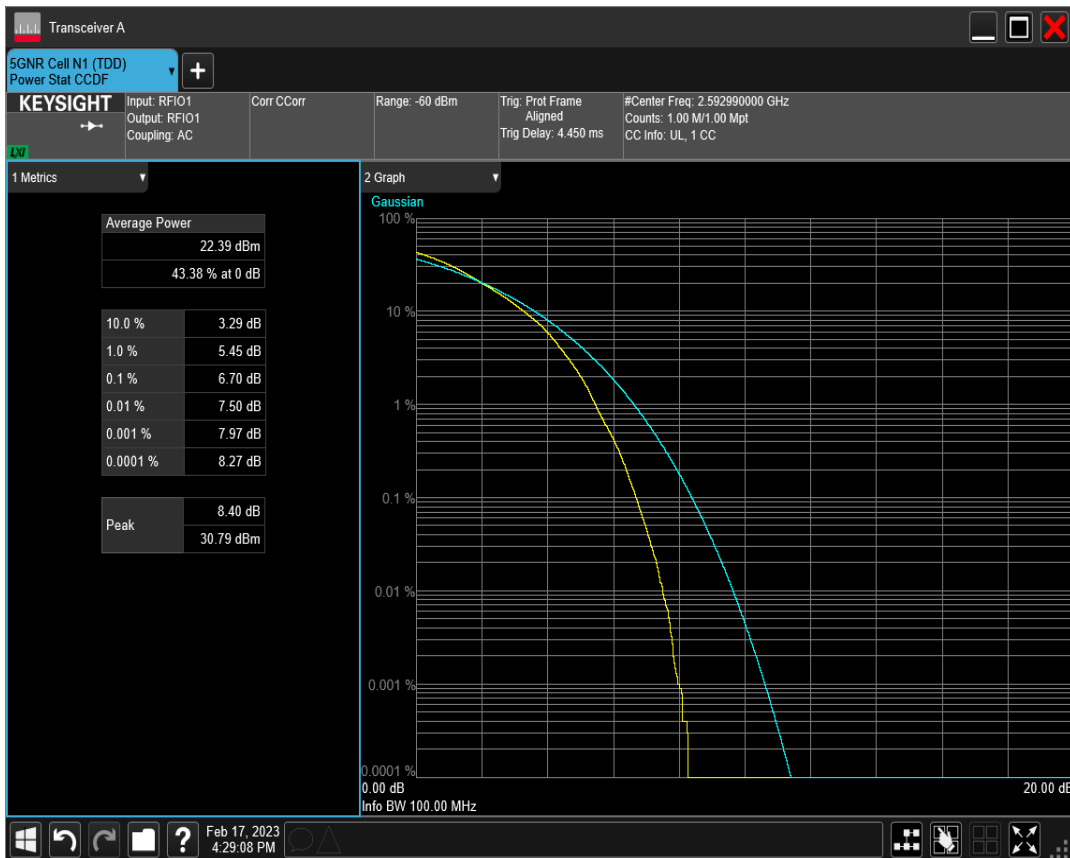 Transceiver A
5GNR Cell N1 (TDD)
Power Stat CCDF
KEYSIGHT
LXI
Input: RFIO1
Output: RFIO1
Coupling: AC
Corr CCorr
Range: -60 dBm
Trig: Prot Frame
Aligned
Trig Delay: 4.450 ms
#Center Freq: 2.592990000 GHz
Counts: 1.00 M/1.00 Mpt
CC Info: UL, 1 CC
1 Metrics
Average Power
22.39 dBm
43.38 % at 0 dB
10.0 % 3.29 dB
1.0 % 5.45 dB
0.1 % 6.70 dB
0.01 % 7.50 dB
0.001 % 7.97 dB
0.0001 % 8.27 dB
Peak
8.40 dB
30.79 dBm
2 Graph
Gaussian
100 %
10 %
1 %
0.1 %
0.01 %
0.001 %
0.0001 %
0.00 dB 20.00 dB
Info BW 100.00 MHz
?
Feb 17, 2023
4:29:08 PM